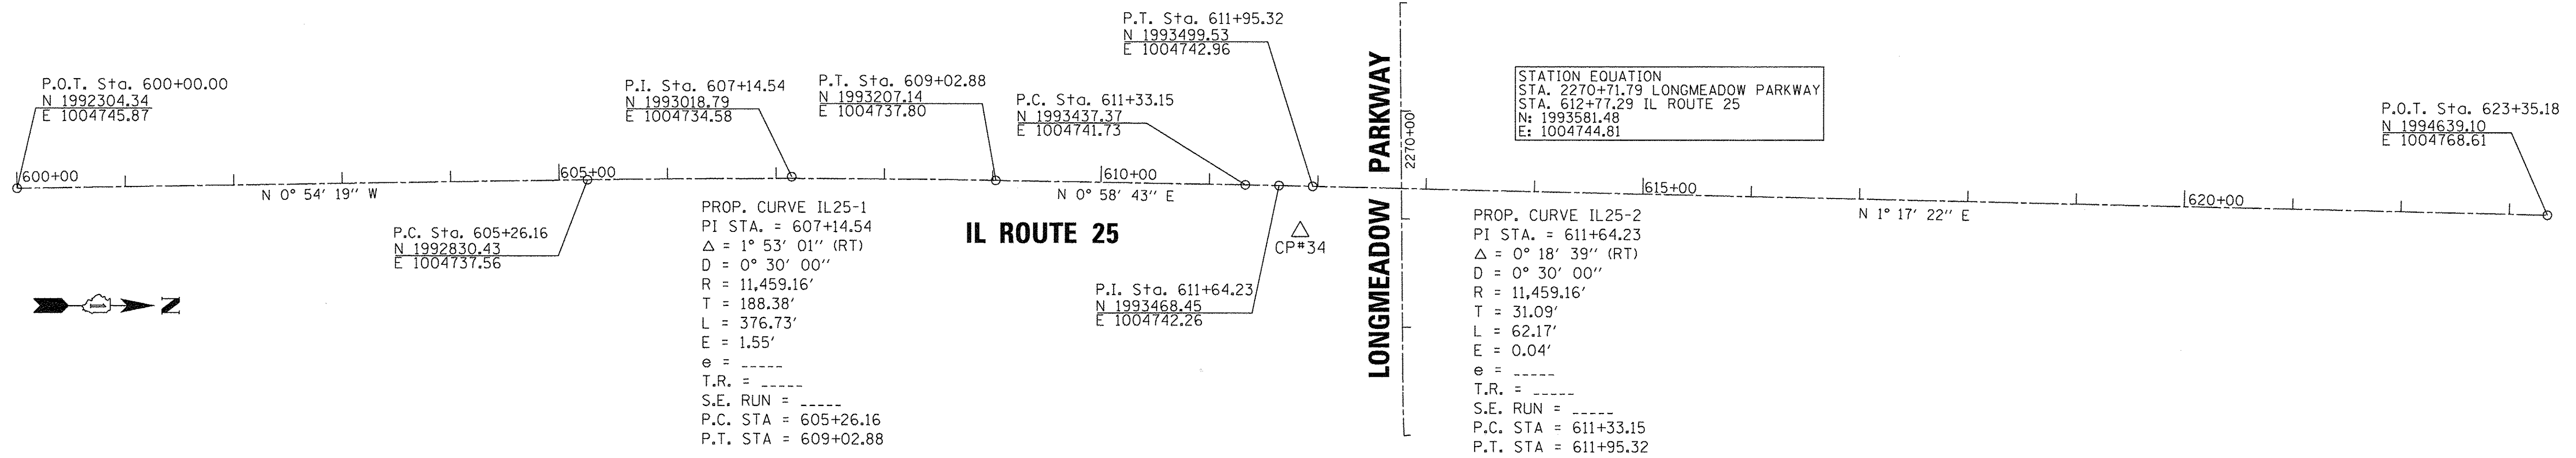 P.O.T. Sta. 600+00.00
N 1992304.34
E 1004745.87
P.I. Sta. 607+14.54
N 1993018.79
E 1004734.58
P.T. Sta. 609+02.88
N 1993207.14
E 1004737.80
P.C. Sta. 611+33.15
N 1993437.37
E 1004741.73
P.T. Sta. 611+95.32
N 1993499.53
E 1004742.96
STATION EQUATION
STA. 2270+71.79 LONGMEADOW PARKWAY
STA. 612+77.29 IL ROUTE 25
N: 1993581.48
E: 1004744.81
P.O.T. Sta. 623+35.18
N 1994639.10
E 1004768.61
600+00
605+00
610+00
615+00
620+00
2270+00
N 0° 54' 19" W
N 0° 58' 43" E
N 1° 17' 22" E
P.C. Sta. 605+26.16
N 1992830.43
E 1004737.56
PROP. CURVE IL25-1
PI STA. = 607+14.54
Δ = 1° 53' 01" (RT)
D = 0° 30' 00"
R = 11,459.16'
T = 188.38'
L = 376.73'
E = 1.55'
e = _____
T.R. = _____
S.E. RUN = _____
P.C. STA = 605+26.16
P.T. STA = 609+02.88
IL ROUTE 25
P.I. Sta. 611+64.23
N 1993468.45
E 1004742.26
CP#34
LONGMEADOW PARKWAY
PROP. CURVE IL25-2
PI STA. = 611+64.23
Δ = 0° 18' 39" (RT)
D = 0° 30' 00"
R = 11,459.16'
T = 31.09'
L = 62.17'
E = 0.04'
e = _____
T.R. = _____
S.E. RUN = _____
P.C. STA = 611+33.15
P.T. STA = 611+95.32
N